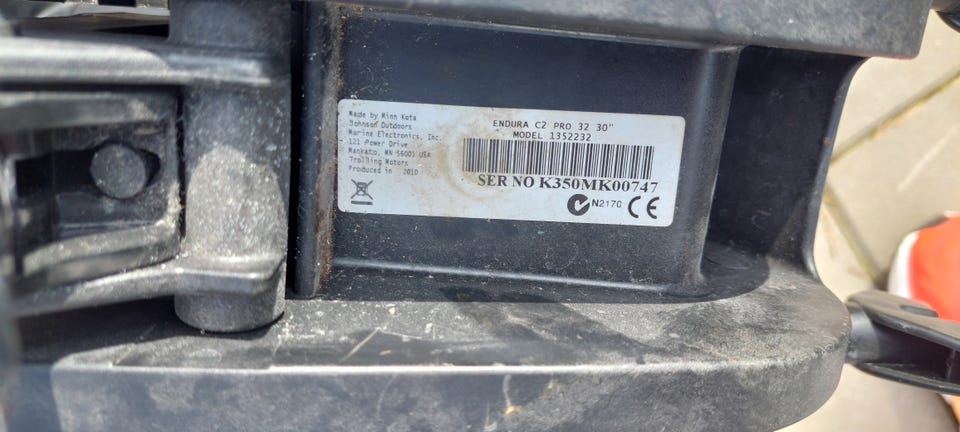 Made by Minn Kota
Johnson Outdoors
Marine Electronics, Inc.
121 Power Drive
Mankato, MN 56001 USA
Trolling Motors
Produced in 2010
ENDURA C2 PRO 32 30"
MODEL 1352232
SER NO K350MK00747
N2170 CE